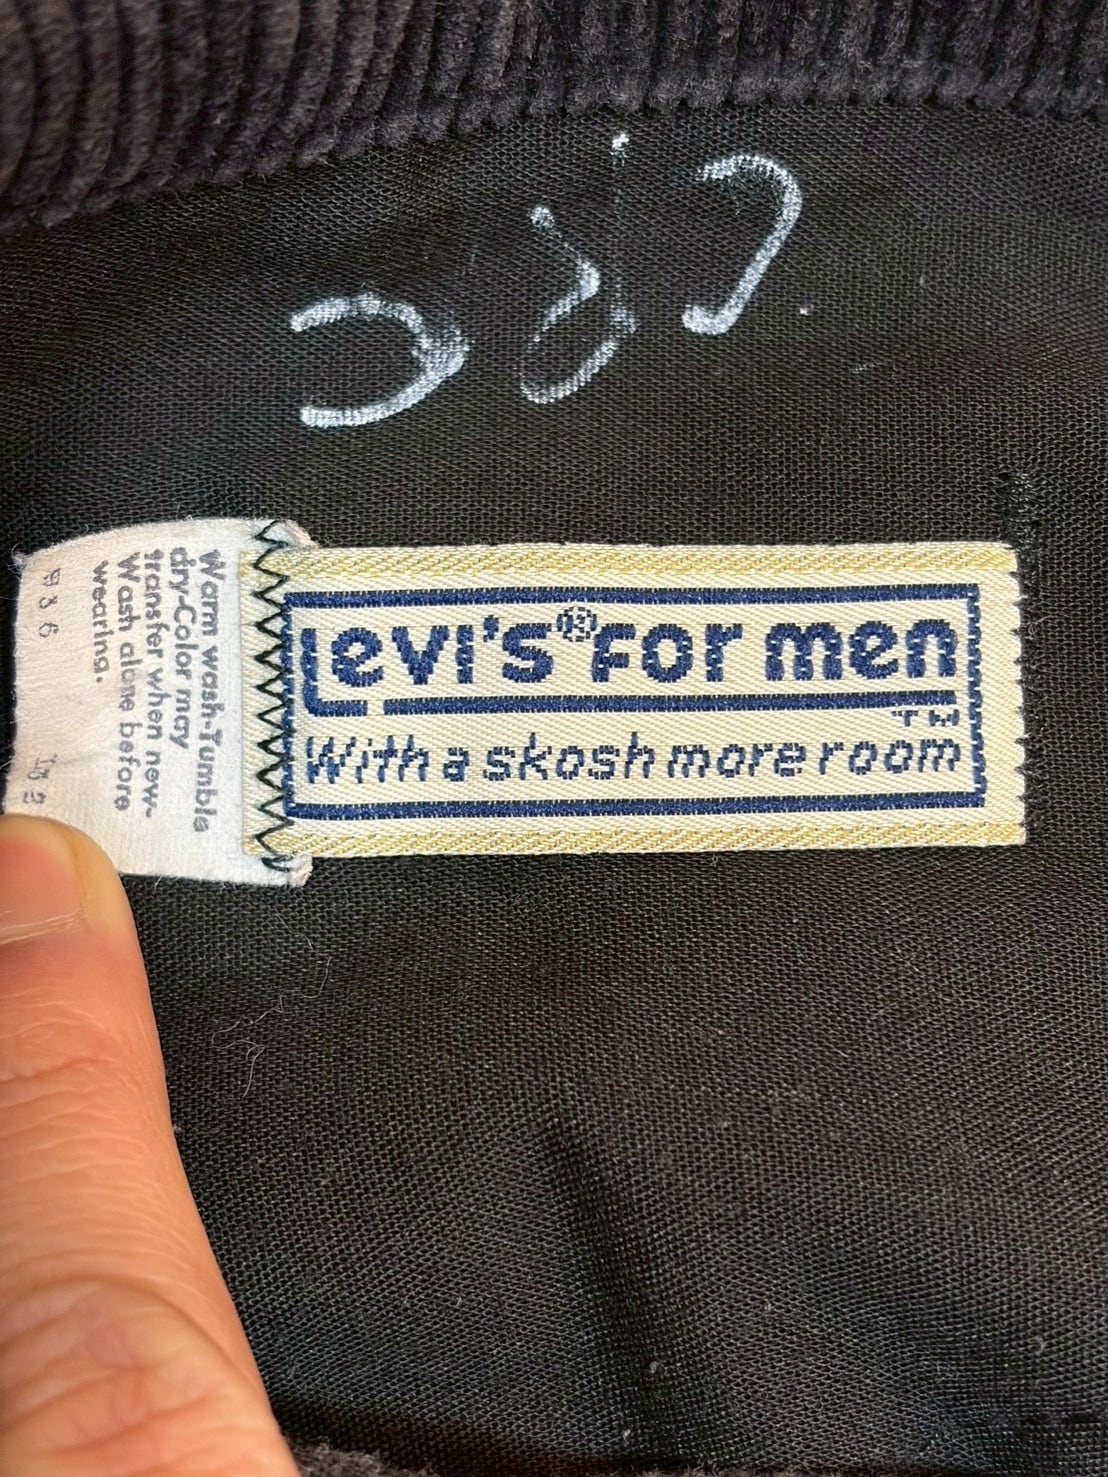 Levi's® for men
TM
With a skosh more room
Warm wash-Tumble
dry-Color may
transfer when new-
Wash alone before
wearing.
W36